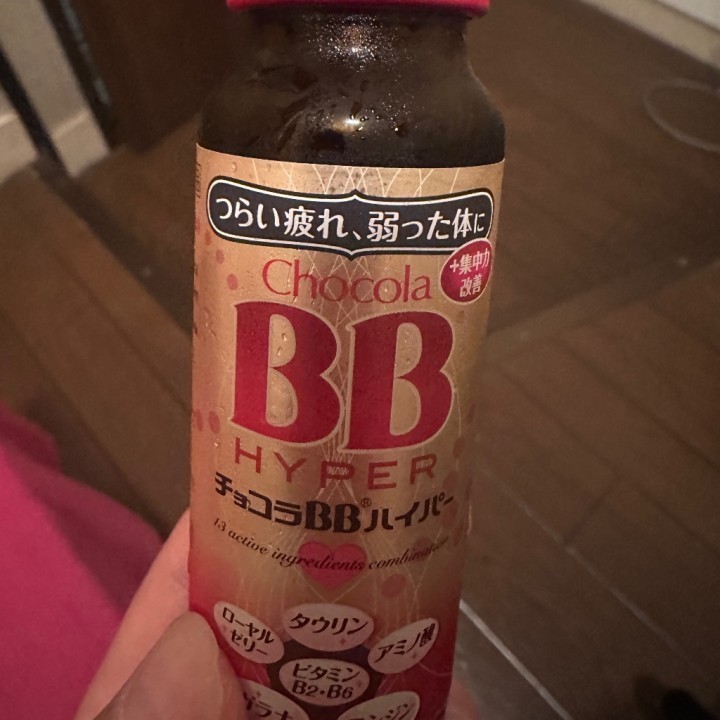 つらい疲れ、弱った体に
+集中力
改善
Chocola
BB
HYPER
チョコラBB®ハイパー
13 active ingredients combination
ローヤル
ゼリー
タウリン
アミノ酸
ビタミン
B2・B6